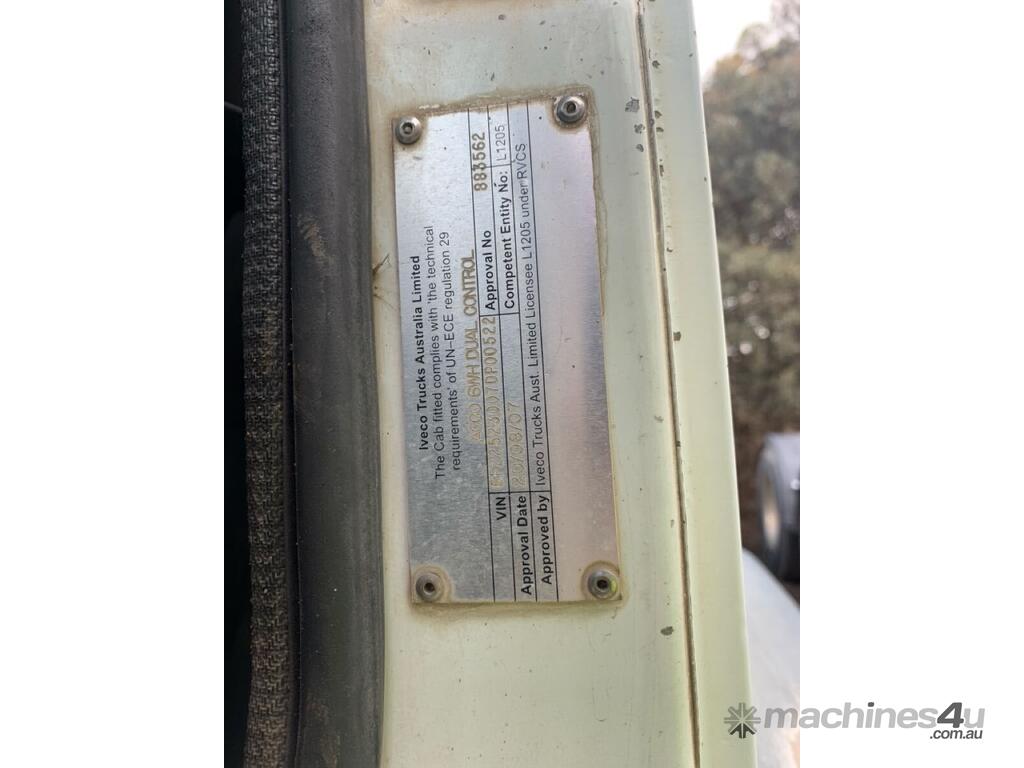 Iveco Trucks Australia Limited
The Cab fitted complies with 'the technical
requirements' of UN-ECE regulation 29
DUAL CONTROL 883562
VIN Approval No
Approval Date Competent Entity No: L1205
Approved by Iveco Trucks Aust. Limited Licensee L1205 under RVCS
machines4u
.com.au